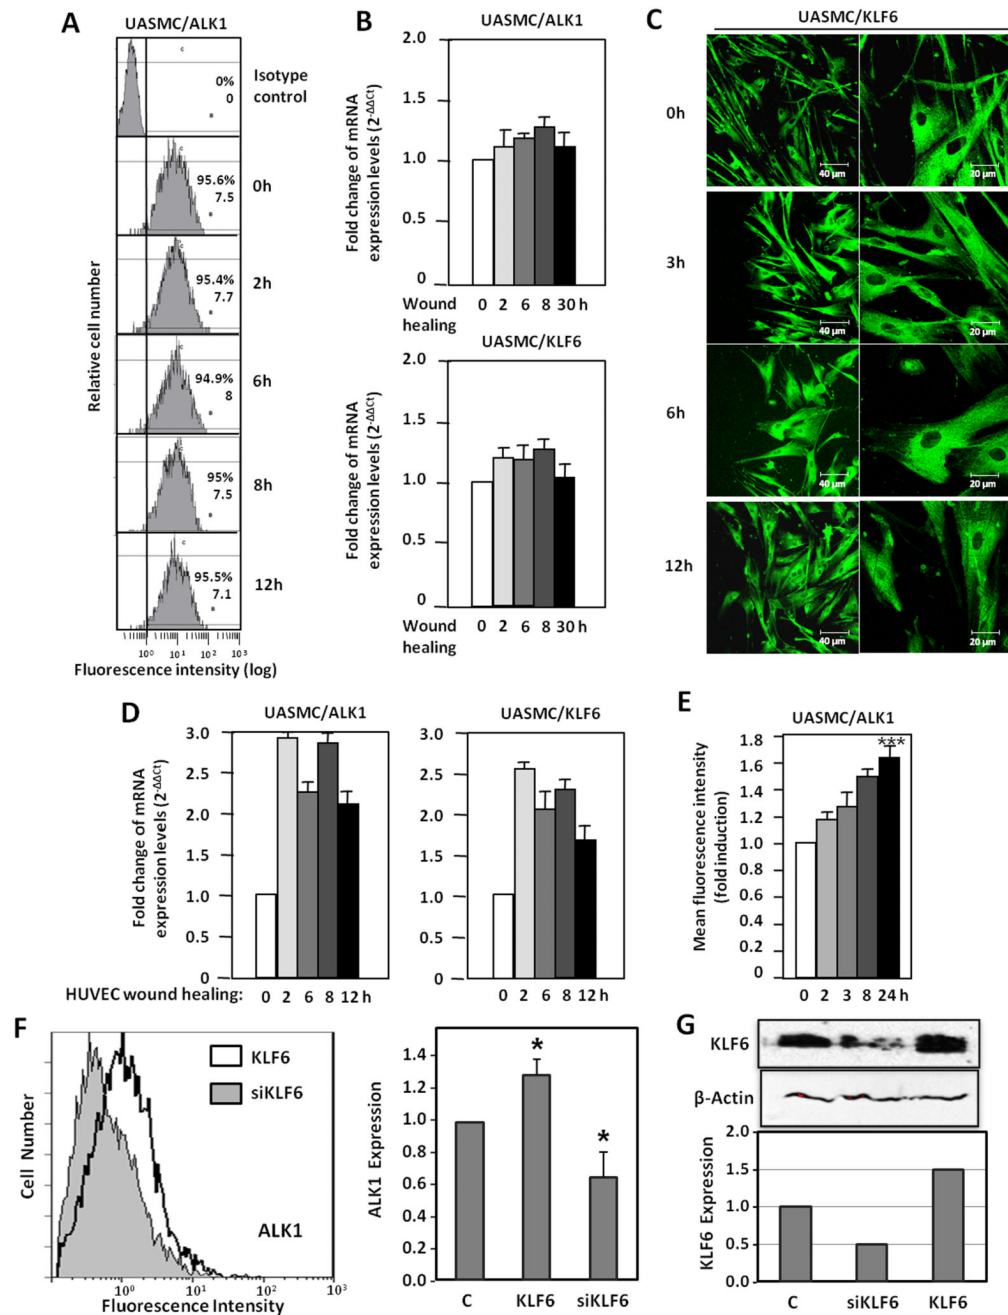 A
UASMC/ALK1
0%
0
Isotype
control
95.6%
7.5
0h
95.4%
7.7
2h
94.9%
8
6h
95%
7.5
8h
95.5%
7.1
12h
Relative cell number
10⁰ 10¹ 10² 10³
Fluorescence intensity (log)
B
UASMC/ALK1
Fold change of mRNA
expression levels (2^-ΔΔCt)
2.0
1.5
1.0
0.5
0
Wound
healing
0 2 6 8 30 h
UASMC/KLF6
Fold change of mRNA
expression levels (2^-ΔΔCt)
2.0
1.5
1.0
0.5
0
Wound
healing
0 2 6 8 30 h
C
UASMC/KLF6
0h
40 µm
20 µm
3h
40 µm
20 µm
6h
40 µm
20 µm
12h
40 µm
20 µm
D
UASMC/ALK1
Fold change of mRNA
expression levels (2^-ΔΔCt)
3.0
2.5
2.0
1.5
1.0
0.5
0
HUVEC wound healing:
0 2 6 8 12 h
UASMC/KLF6
3.0
2.5
2.0
1.5
1.0
0.5
0
0 2 6 8 12 h
E
UASMC/ALK1
Mean fluorescence intensity
(fold induction)
1.8
1.6
1.4
1.2
1.0
0.8
0.6
0.4
0.2
0
***
0 2 3 8 24h
F
Cell Number
KLF6
siKLF6
ALK1
10⁰ 10¹ 10² 10³
Fluorescence Intensity
ALK1 Expression
1.4
1.2
1.0
0.8
0.6
0.4
0.2
0.0
*
*
C KLF6 siKLF6
G
KLF6
β-Actin
KLF6 Expression
2.0
1.5
1.0
0.5
0.0
C siKLF6 KLF6